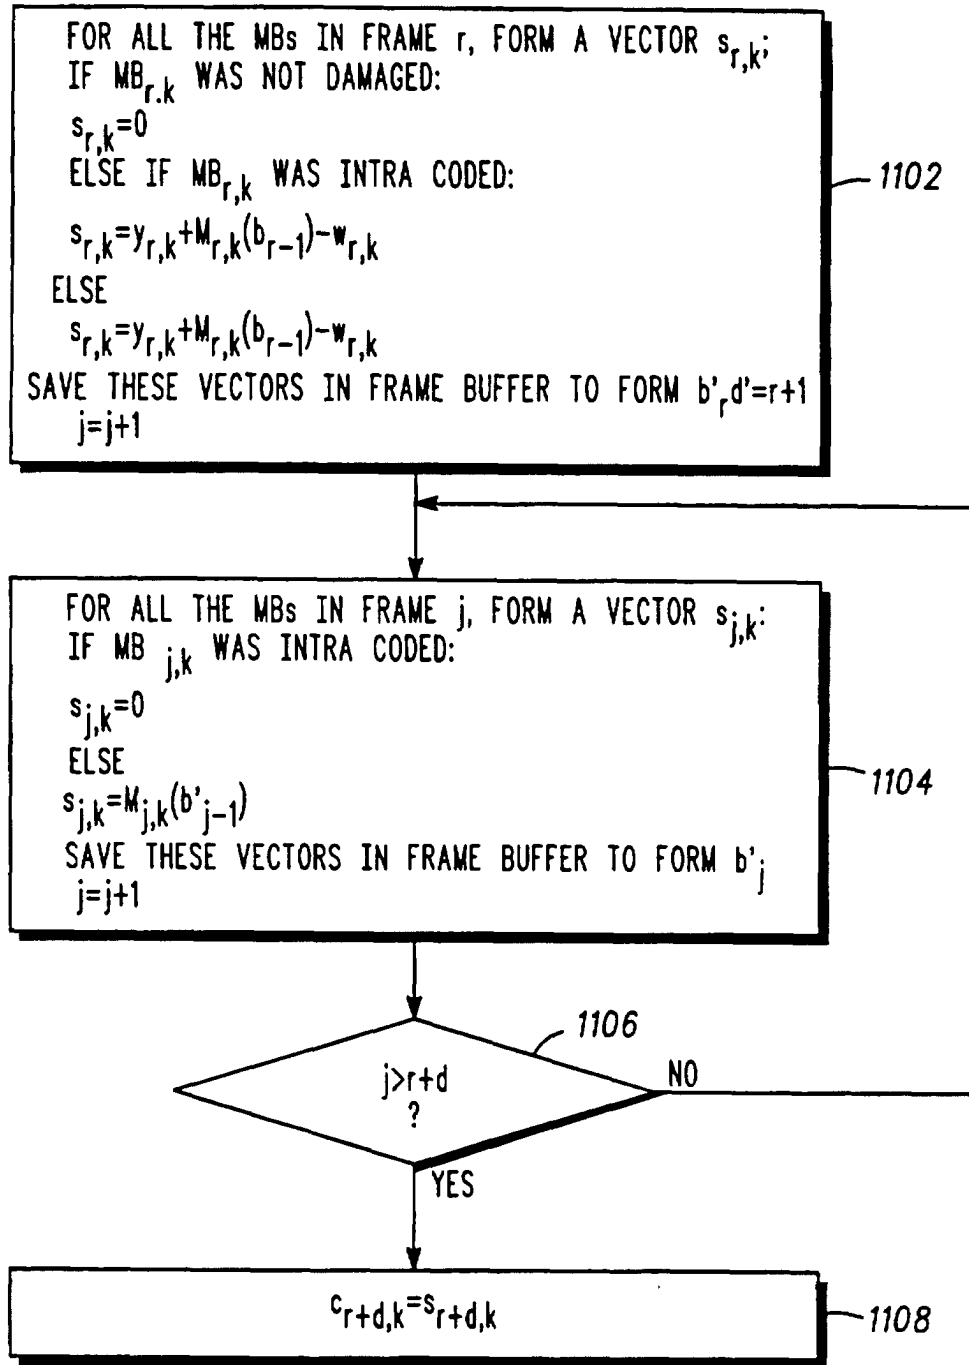 FOR ALL THE MBs IN FRAME r, FORM A VECTOR s_{r,k};
IF MB_{r.k} WAS NOT DAMAGED:
s_{r,k}=0
ELSE IF MB_{r,k} WAS INTRA CODED:
s_{r,k}=y_{r,k}+M_{r,k}(b_{r-1})-w_{r,k}
ELSE
s_{r,k}=y_{r,k}+M_{r,k}(b_{r-1})-w_{r,k}
SAVE THESE VECTORS IN FRAME BUFFER TO FORM b'_r d'=r+1
j=j+1
1102
FOR ALL THE MBs IN FRAME j, FORM A VECTOR s_{j,k}:
IF MB_{j,k} WAS INTRA CODED:
s_{j,k}=0
ELSE
s_{j,k}=M_{j,k}(b'_{j-1})
SAVE THESE VECTORS IN FRAME BUFFER TO FORM b'_j
j=j+1
1104
1106
j>r+d
?
NO
YES
c_{r+d,k}=s_{r+d,k}
1108